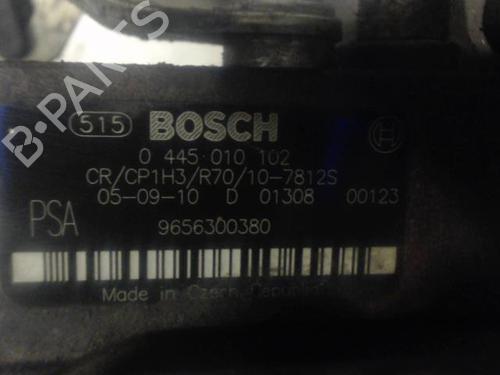 B-PARTS
515 BOSCH
0 445 010 102
CR/CP1H3/R70/10-7812S
05-09-10 D 01308 00123
PSA 9656300380
Made in Czech Republic